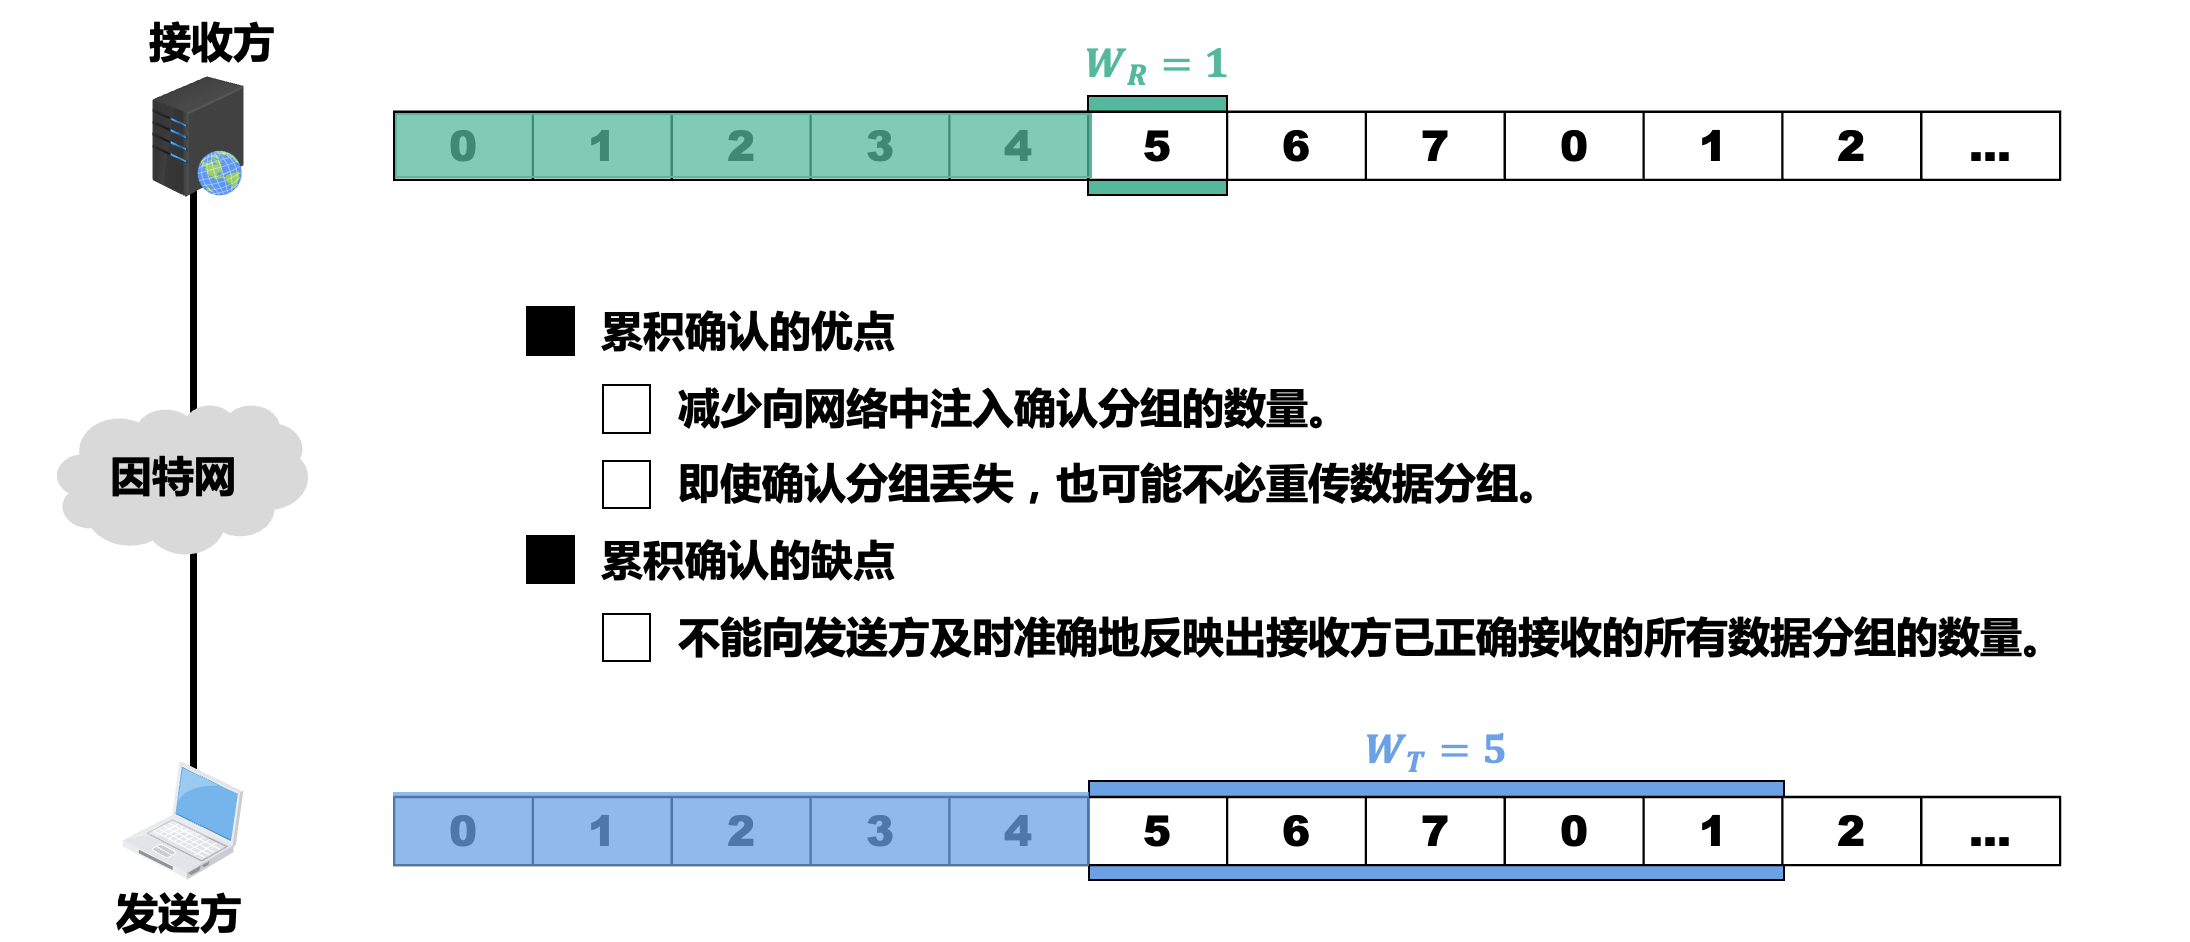 接收方
W_R = 1
0 1 2 3 4 5 6 7 0 1 2 ...
累积确认的优点
减少向网络中注入确认分组的数量。
即使确认分组丢失，也可能不必重传数据分组。
因特网
累积确认的缺点
不能向发送方及时准确地反映出接收方已正确接收的所有数据分组的数量。
W_T = 5
0 1 2 3 4 5 6 7 0 1 2 ...
发送方